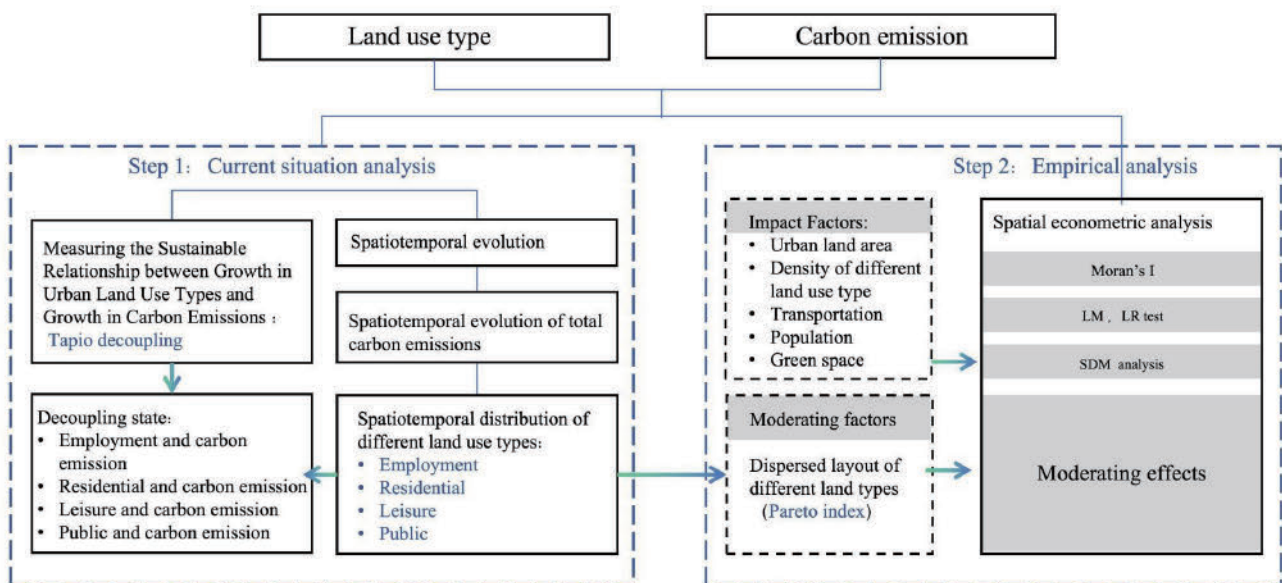 Land use type
Carbon emission
Step 1： Current situation analysis
Measuring the Sustainable
Relationship between Growth in
Urban Land Use Types and
Growth in Carbon Emissions：
Tapio decoupling
Spatiotemporal evolution
Spatiotemporal evolution of total
carbon emissions
Decoupling state：
• Employment and carbon
emission
• Residential and carbon emission
• Leisure and carbon emission
• Public and carbon emission
Spatiotemporal distribution of
different land use types：
• Employment
• Residential
• Leisure
• Public
Step 2： Empirical analysis
Impact Factors：
• Urban land area
• Density of different
land use type
• Transportation
• Population
• Green space
Moderating factors
Dispersed layout of
different land types
（Pareto index）
Spatial econometric analysis
Moran's I
LM 、LR test
SDM analysis
Moderating effects